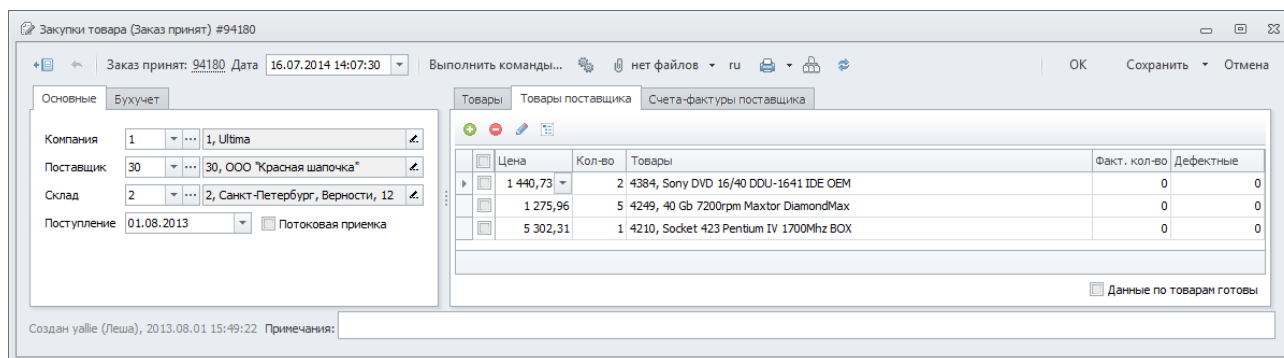 Закупки товара (Заказ принят) #94180
Заказ принят: 94180 Дата 16.07.2014 14:07:30 Выполнить команды... нет файлов ru ОК Сохранить Отмена
Основные Бухучет
Товары Товары поставщика Счета-фактуры поставщика
Компания 1 1, Ultima
Поставщик 30 30, ООО "Красная шапочка"
Склад 2 2, Санкт-Петербург, Верности, 12
Поступление 01.08.2013 Потоковая приемка
Цена Кол-во Товары Факт. кол-во Дефектные
1 440,73 2 4384, Sony DVD 16/40 DDU-1641 IDE OEM 0 0
1 275,96 5 4249, 40 Gb 7200rpm Maxtor DiamondMax 0 0
5 302,31 1 4210, Socket 423 Pentium IV 1700Mhz BOX 0 0
Данные по товарам готовы
Создан yallie (Леша), 2013.08.01 15:49:22 Примечания: